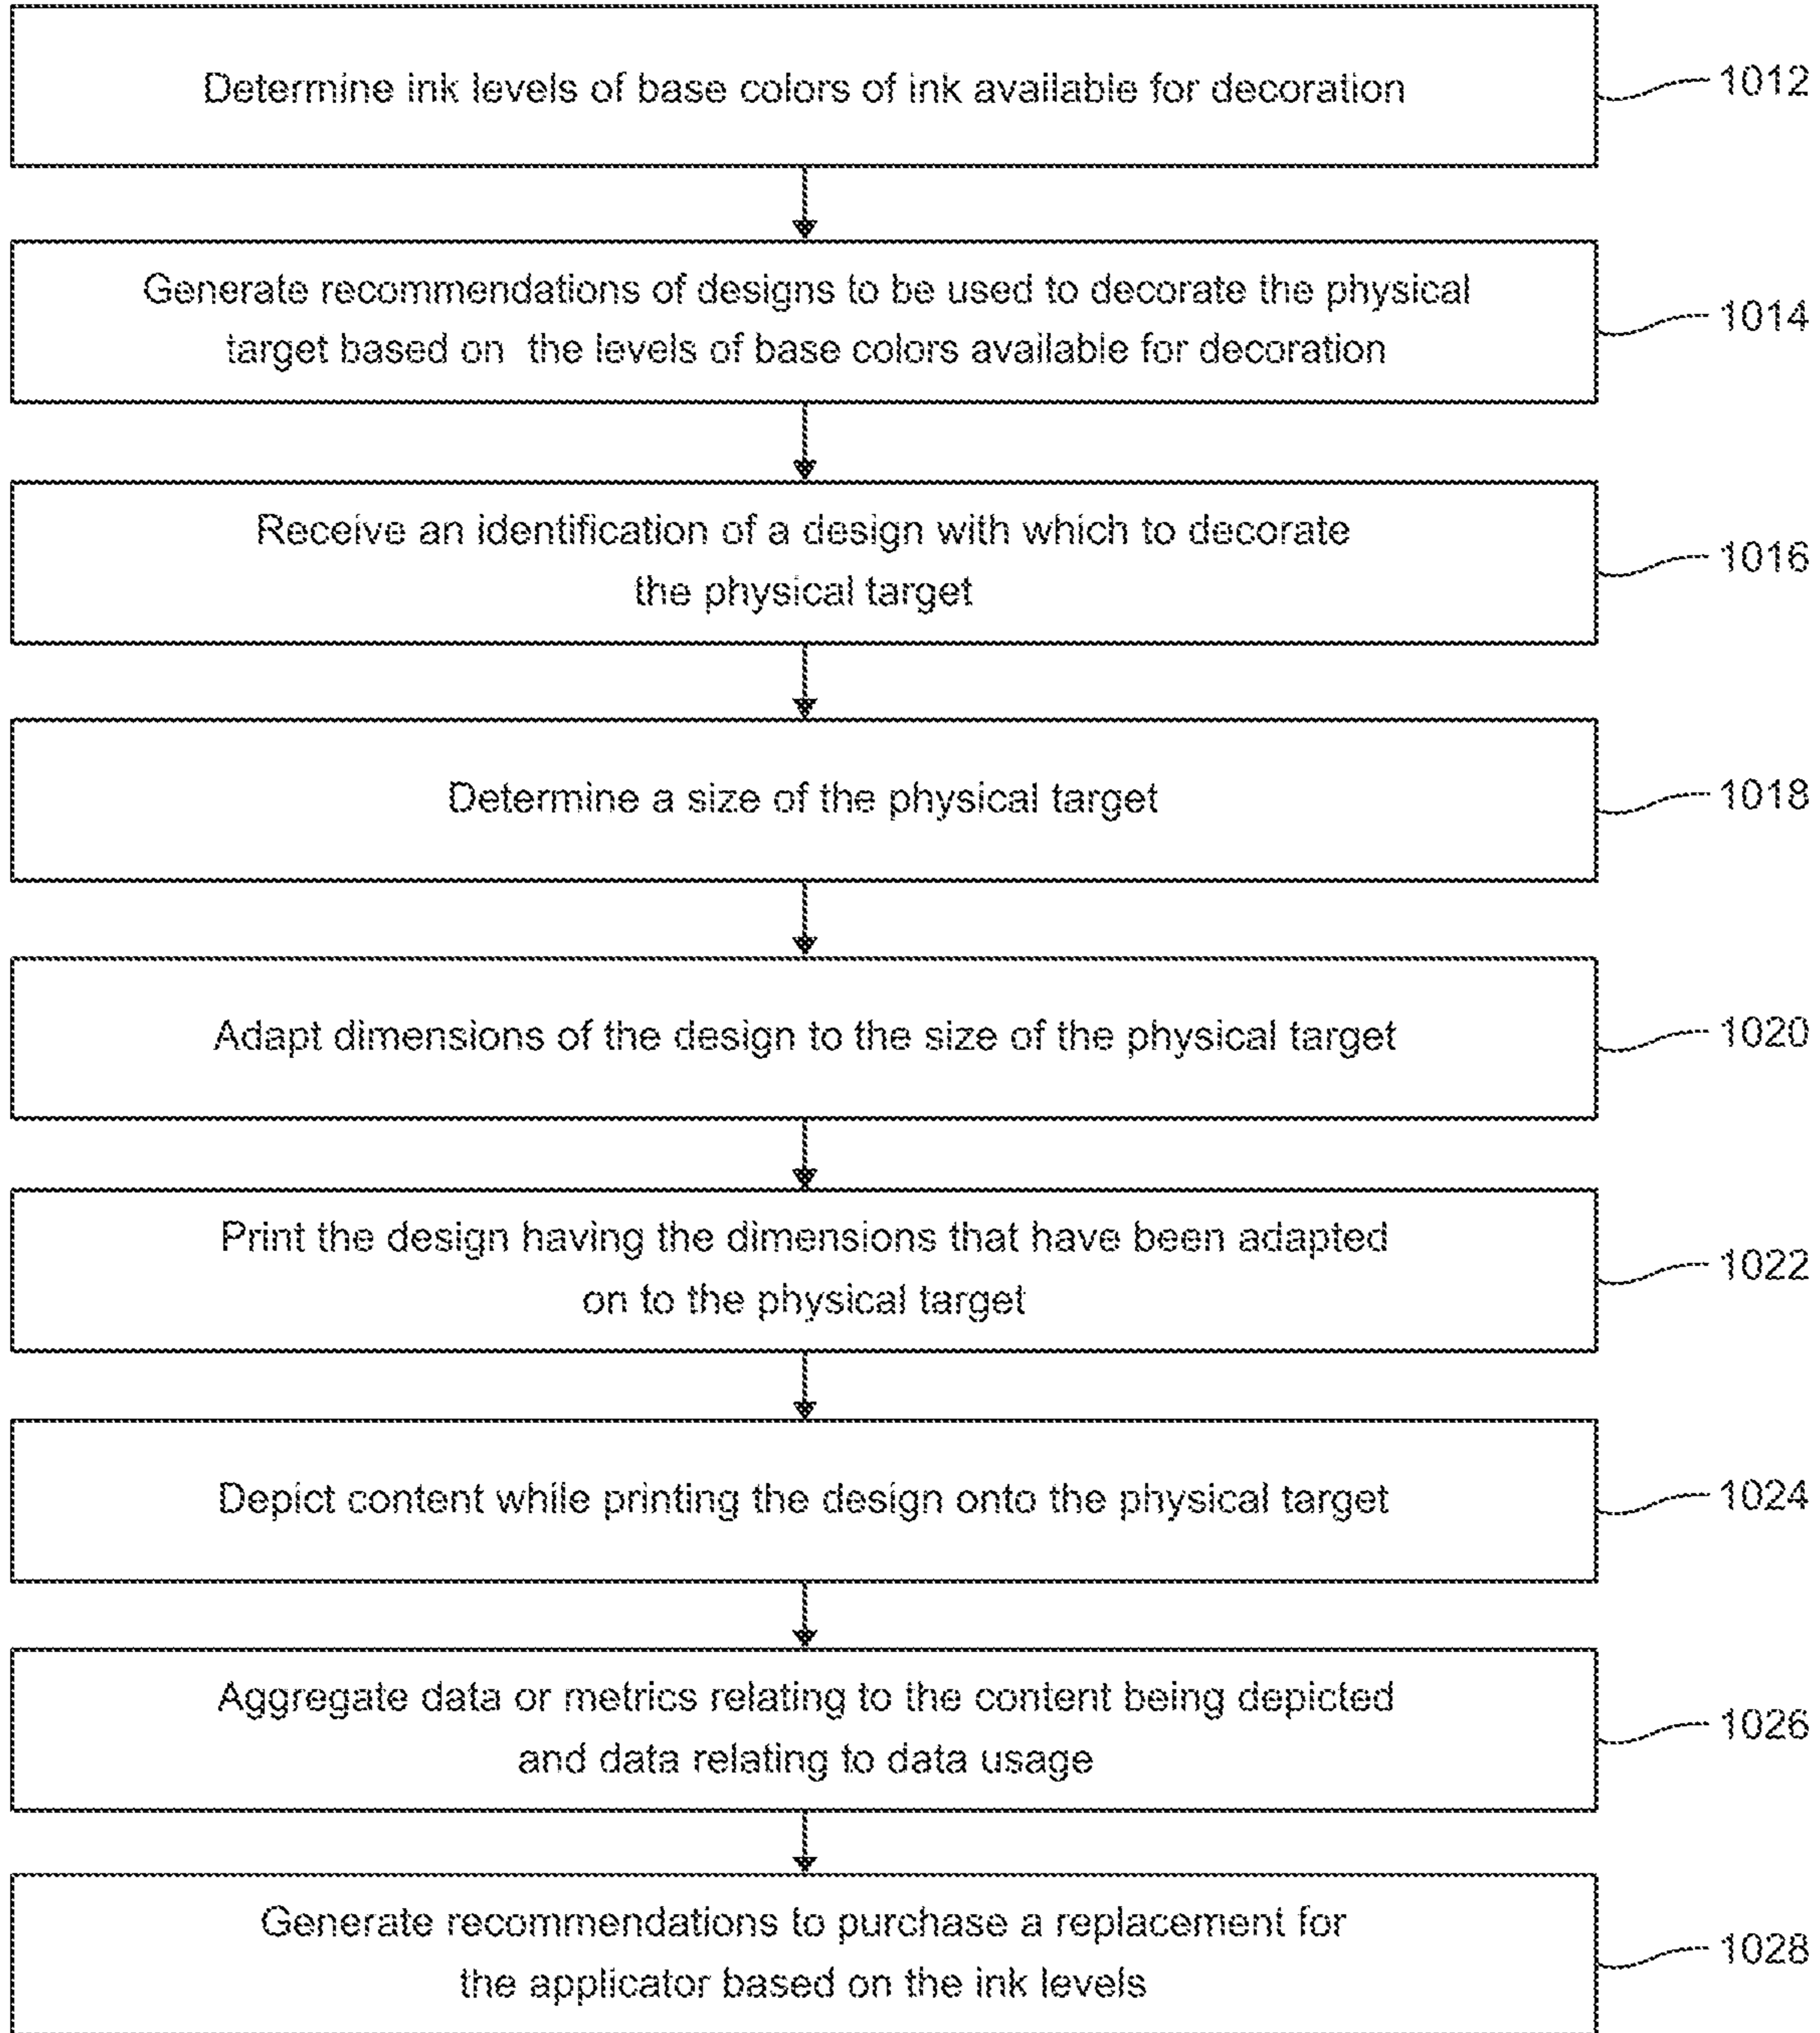 Determine ink levels of base colors of ink available for decoration
1012
Generate recommendations of designs to be used to decorate the physical
target based on the levels of base colors available for decoration
1014
Receive an identification of a design with which to decorate
the physical target
1016
Determine a size of the physical target
1018
Adapt dimensions of the design to the size of the physical target
1020
Print the design having the dimensions that have been adapted
on to the physical target
1022
Depict content while printing the design onto the physical target
1024
Aggregate data or metrics relating to the content being depicted
and data relating to data usage
1026
Generate recommendations to purchase a replacement for
the applicator based on the ink levels
1028